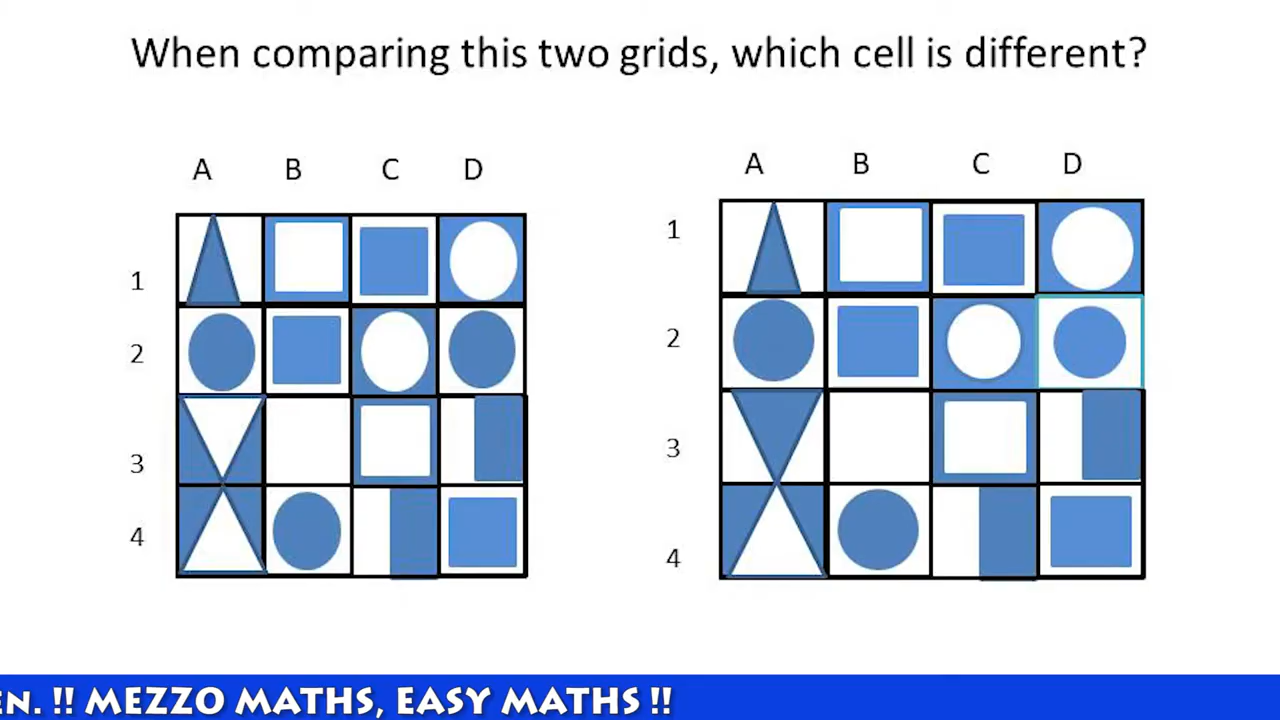 When comparing this two grids, which cell is different?
A B C D
1
2
3
4
A B C D
1
2
3
4
EN. !! MEZZO MATHS, EASY MATHS !!